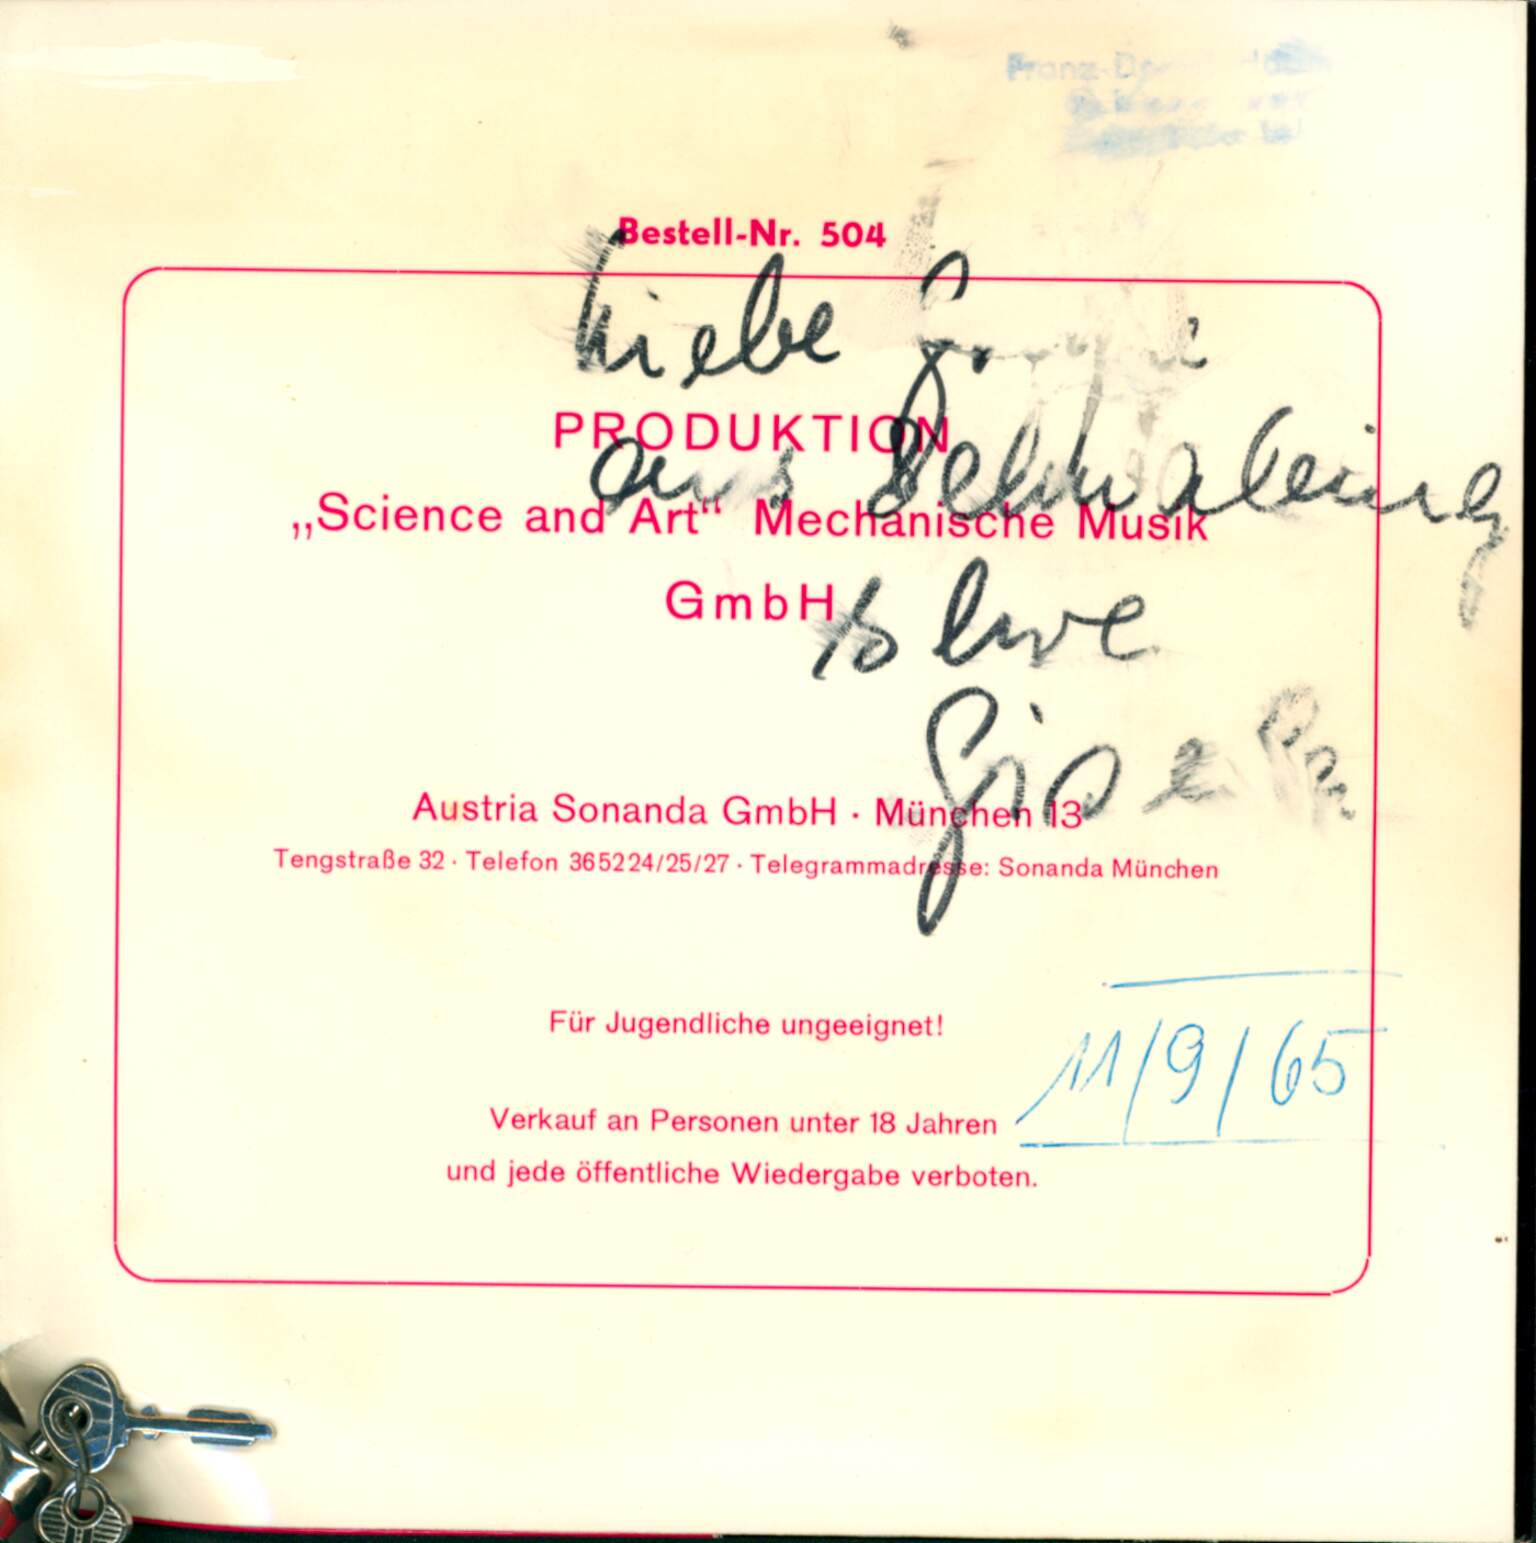 Bestell-Nr. 504
Liebe
PRODUKTION
aus Schwabing
„Science and Art“ Mechanische Musik
GmbH
Austria Sonanda GmbH · München 13
Tengstraße 32 · Telefon 365224/25/27 · Telegrammadresse: Sonanda München
Für Jugendliche ungeeignet!
11/9/65
Verkauf an Personen unter 18 Jahren
und jede öffentliche Wiedergabe verboten.